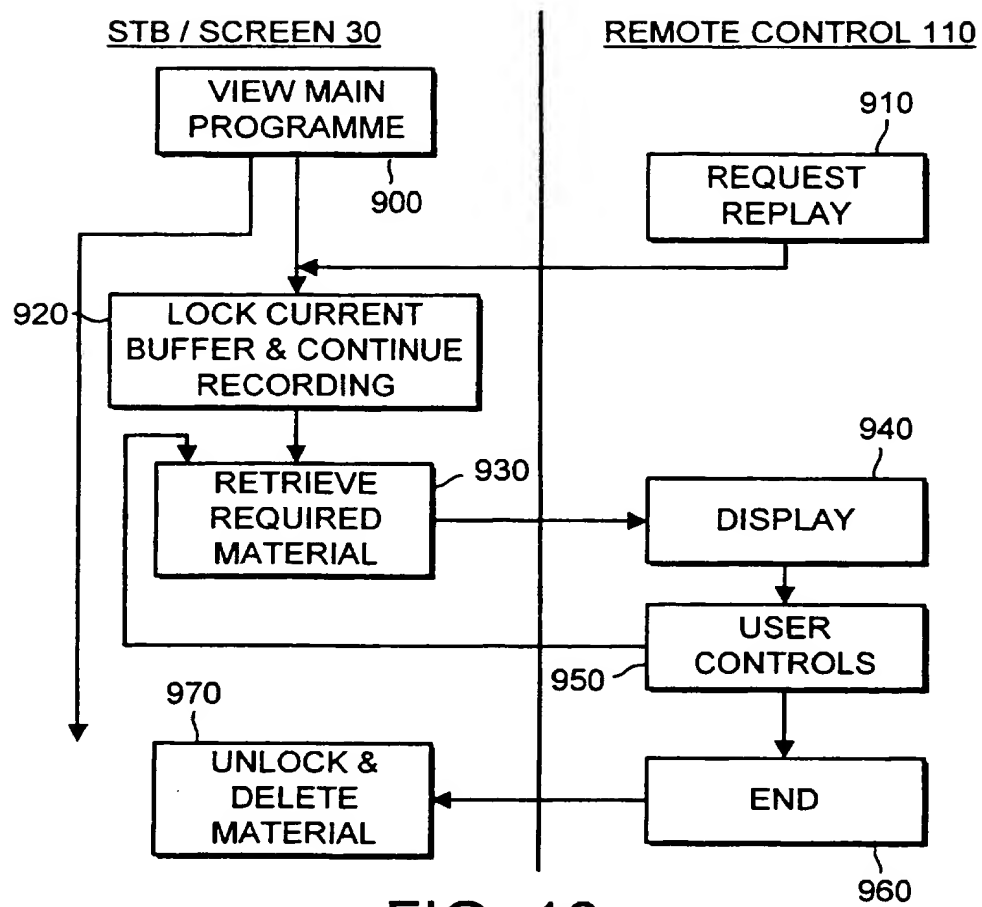 STB / SCREEN 30
REMOTE CONTROL 110
VIEW MAIN
PROGRAMME
900
910
REQUEST
REPLAY
920
LOCK CURRENT
BUFFER & CONTINUE
RECORDING
930
RETRIEVE
REQUIRED
MATERIAL
940
DISPLAY
USER
CONTROLS
950
970
UNLOCK &
DELETE
MATERIAL
END
960